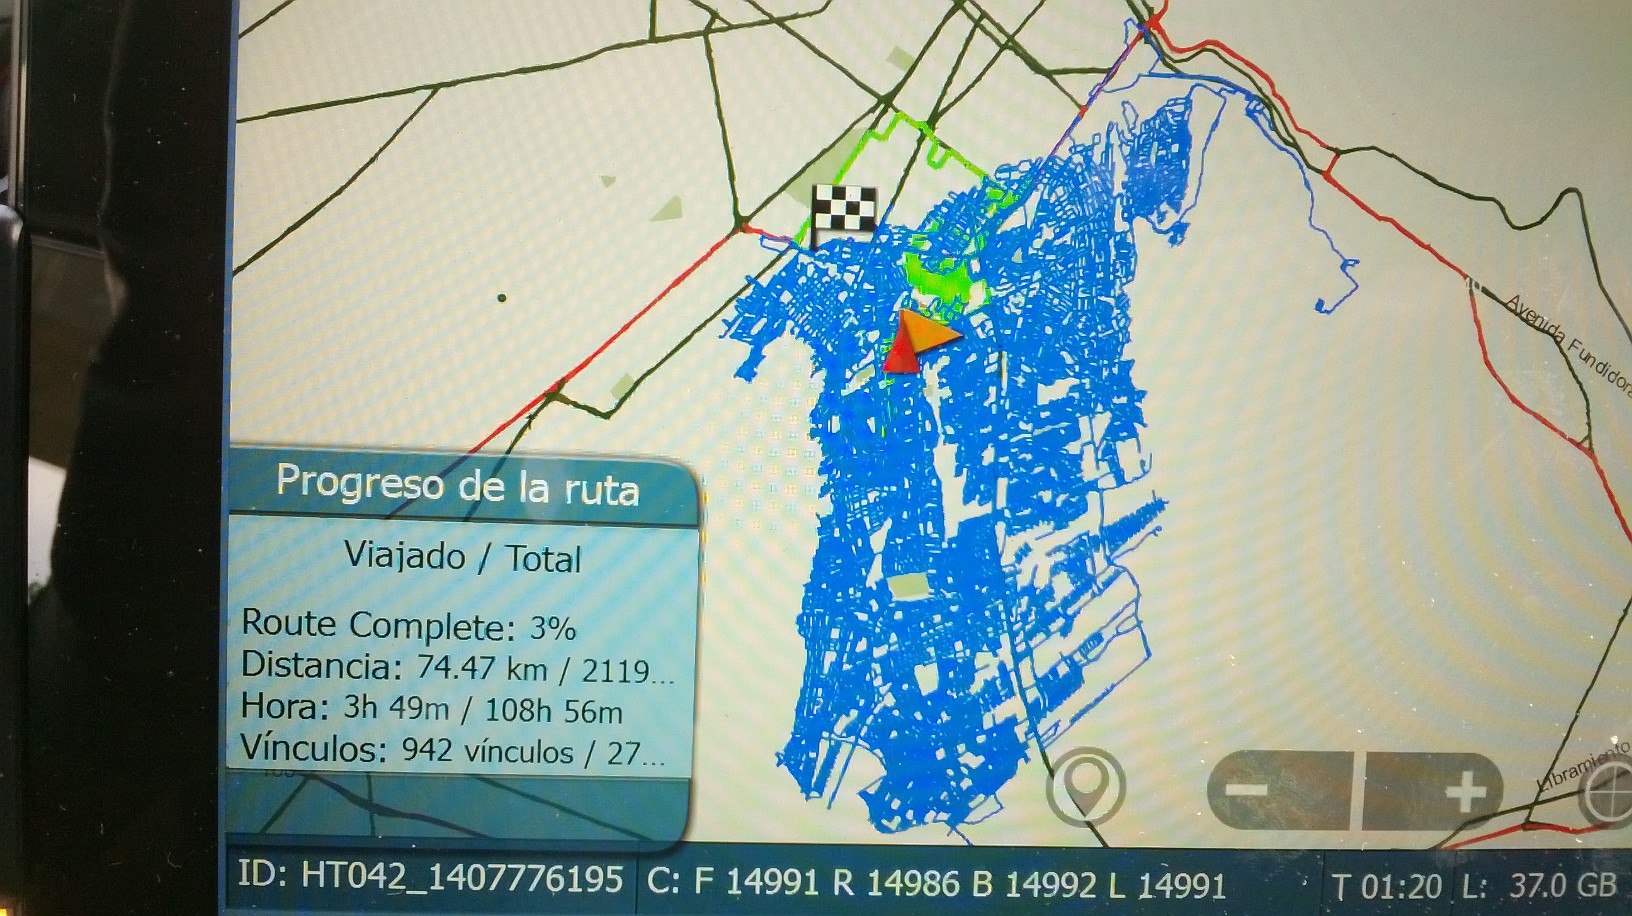 Avenida Fundidora
Progreso de la ruta
Viajado / Total
Route Complete: 3%
Distancia: 74.47 km / 2119...
Hora: 3h 49m / 108h 56m
Vínculos: 942 vínculos / 27...
Libramiento
ID: HT042_1407776195 C: F 14991 R 14986 B 14992 L 14991 T 01:20 L: 37.0 GB